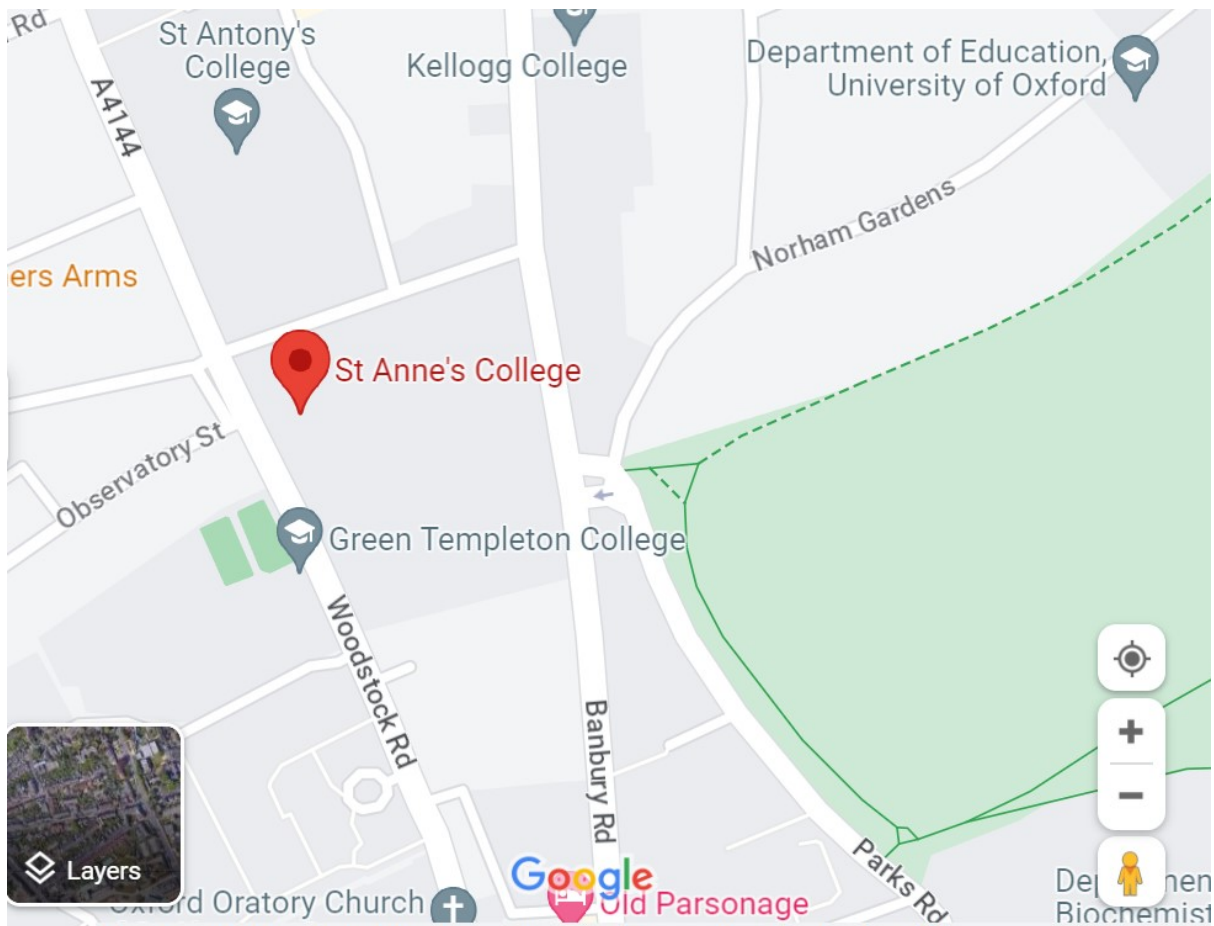 Rd
St Antony's
College
Kellogg College
Department of Education,
University of Oxford
A4144
Norham Gardens
ers Arms
St Anne's College
Observatory St
Green Templeton College
Woodstock Rd
Banbury Rd
Parks Rd
Layers
Google
Oxford Oratory Church
Old Parsonage
Dep
Biochemist